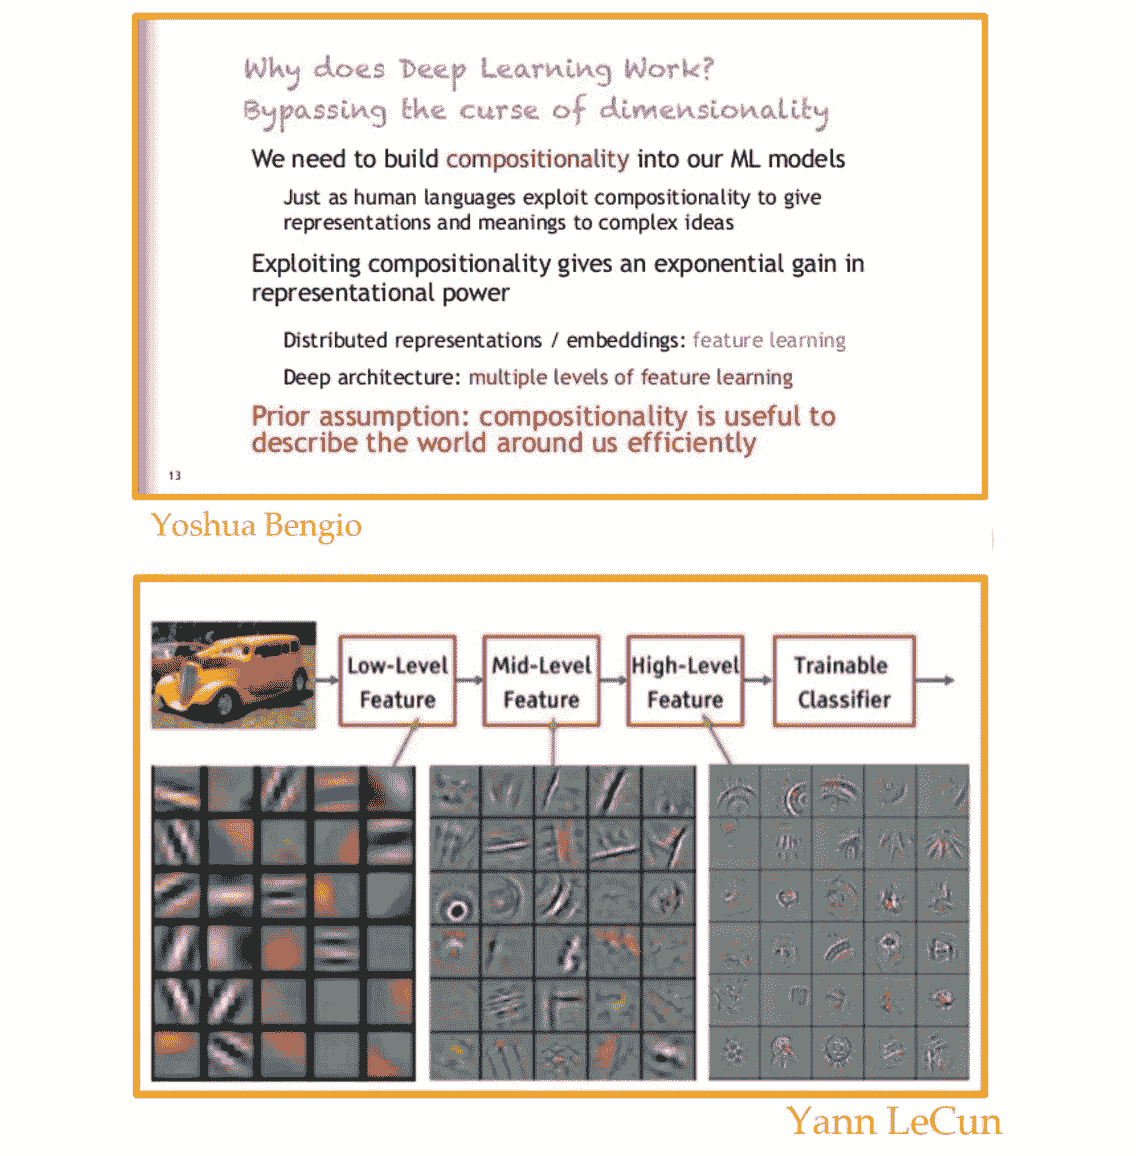 Why does Deep Learning Work?
Bypassing the curse of dimensionality
We need to build compositionality into our ML models
Just as human languages exploit compositionality to give
representations and meanings to complex ideas
Exploiting compositionality gives an exponential gain in
representational power
Distributed representations / embeddings: feature learning
Deep architecture: multiple levels of feature learning
Prior assumption: compositionality is useful to
describe the world around us efficiently
13
Yoshua Bengio
Low-Level
Feature
Mid-Level
Feature
High-Level
Feature
Trainable
Classifier
Yann LeCun